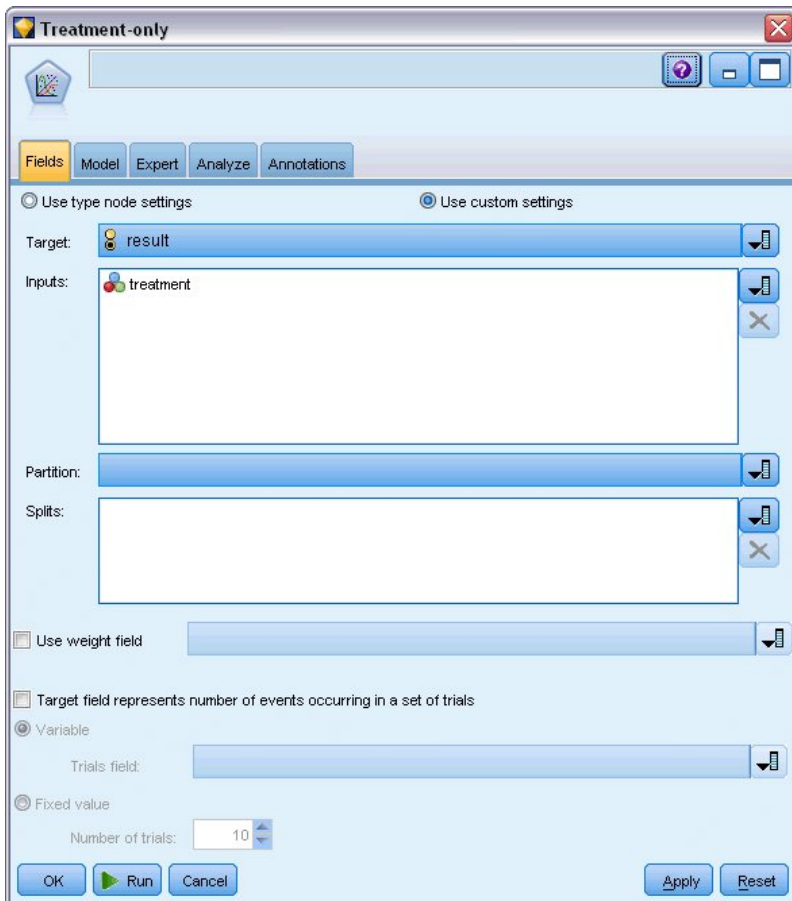 Treatment-only
Fields Model Expert Analyze Annotations
Use type node settings Use custom settings
Target: result
Inputs: treatment
Partition:
Splits:
Use weight field
Target field represents number of events occurring in a set of trials
Variable
Trials field:
Fixed value
Number of trials: 10
OK Run Cancel Apply Reset